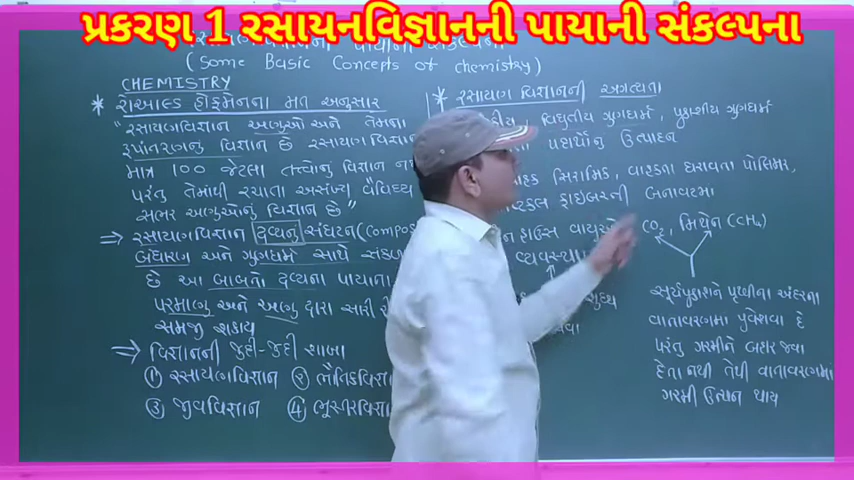 પ્રકરણ 1 રસાયનવિજ્ઞાનની પાયાની સંકલ્પના
(Some Basic Concepts of chemistry)
CHEMISTRY
* રોઆલ્ડ હોફમેનના મત અનુસાર
"રસાયણવિજ્ઞાન અણુઓ અને તેમના
રૂપાંતરણનું વિજ્ઞાન છે રસાયણ વિજ્ઞાન
માત્ર 100 જેટલા તત્વોનું વિજ્ઞાન
પરંતુ તેમાંથી રચાતા અસંખ્ય વૈવિધ્ય
સભર અણુઓનું વિજ્ઞાન છે"
⇒ રસાયણવિજ્ઞાન દ્રવ્યનું સંઘટન (Compos
બંધારણ અને ગુણધર્મ સાથે સંકળ
છે આ બાબતો દ્રવ્યના પાયાના
પરમાણુ અને અણુ દ્વારા સારી રી
સમજી શકાય
⇒ વિજ્ઞાનની જુદી-જુદી શાખા
① રસાયણવિજ્ઞાન ② ભૌતિકવિજ્ઞા
③ જીવવિજ્ઞાન ④ ભૂસ્તરવિજ્ઞા
* રસાયણ વિજ્ઞાનની અગત્યતા
વિદ્યુતીય ગુણધર્મ, પ્રકાશીય ગુણધર્મ
પદાર્થોનું ઉત્પાદન
સિરામિક, વાહકતા ધરાવતા પોલિમર,
ફાઇબરની બનાવટમા
હાઉસ વાયુઓ CO₂, મિથેન (CH₄)
સૂર્યપ્રકાશને પૃથ્વીના અંદરના
વાતાવરણમા પ્રવેશવા દે
પરંતુ ગરમીને બહાર જવા
દેતા નથી તેથી વાતાવરણમા
ગરમી ઉત્પન થાય